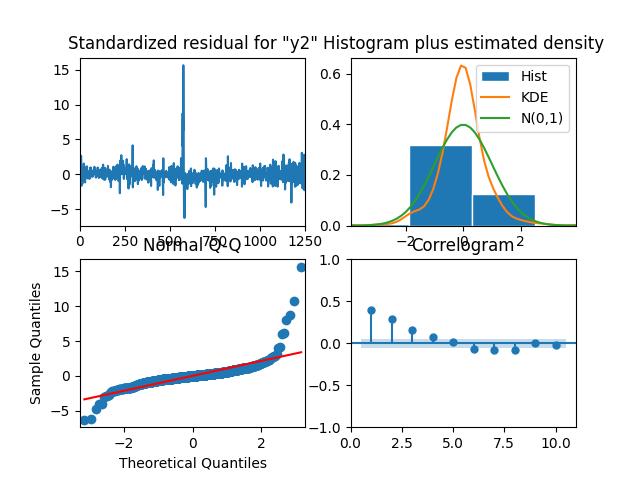 Standardized residual for "y2"
Histogram plus estimated density
15
10
5
0
−5
0 250 500 750 1000 1250
0.6
0.4
0.2
0.0
−2 0 2
Hist
KDE
N(0,1)
Normal Q-Q
Correlogram
Sample Quantiles
15
10
5
0
−5
−2 0 2
Theoretical Quantiles
1.0
0.5
0.0
−0.5
−1.0
0.0 2.5 5.0 7.5 10.0